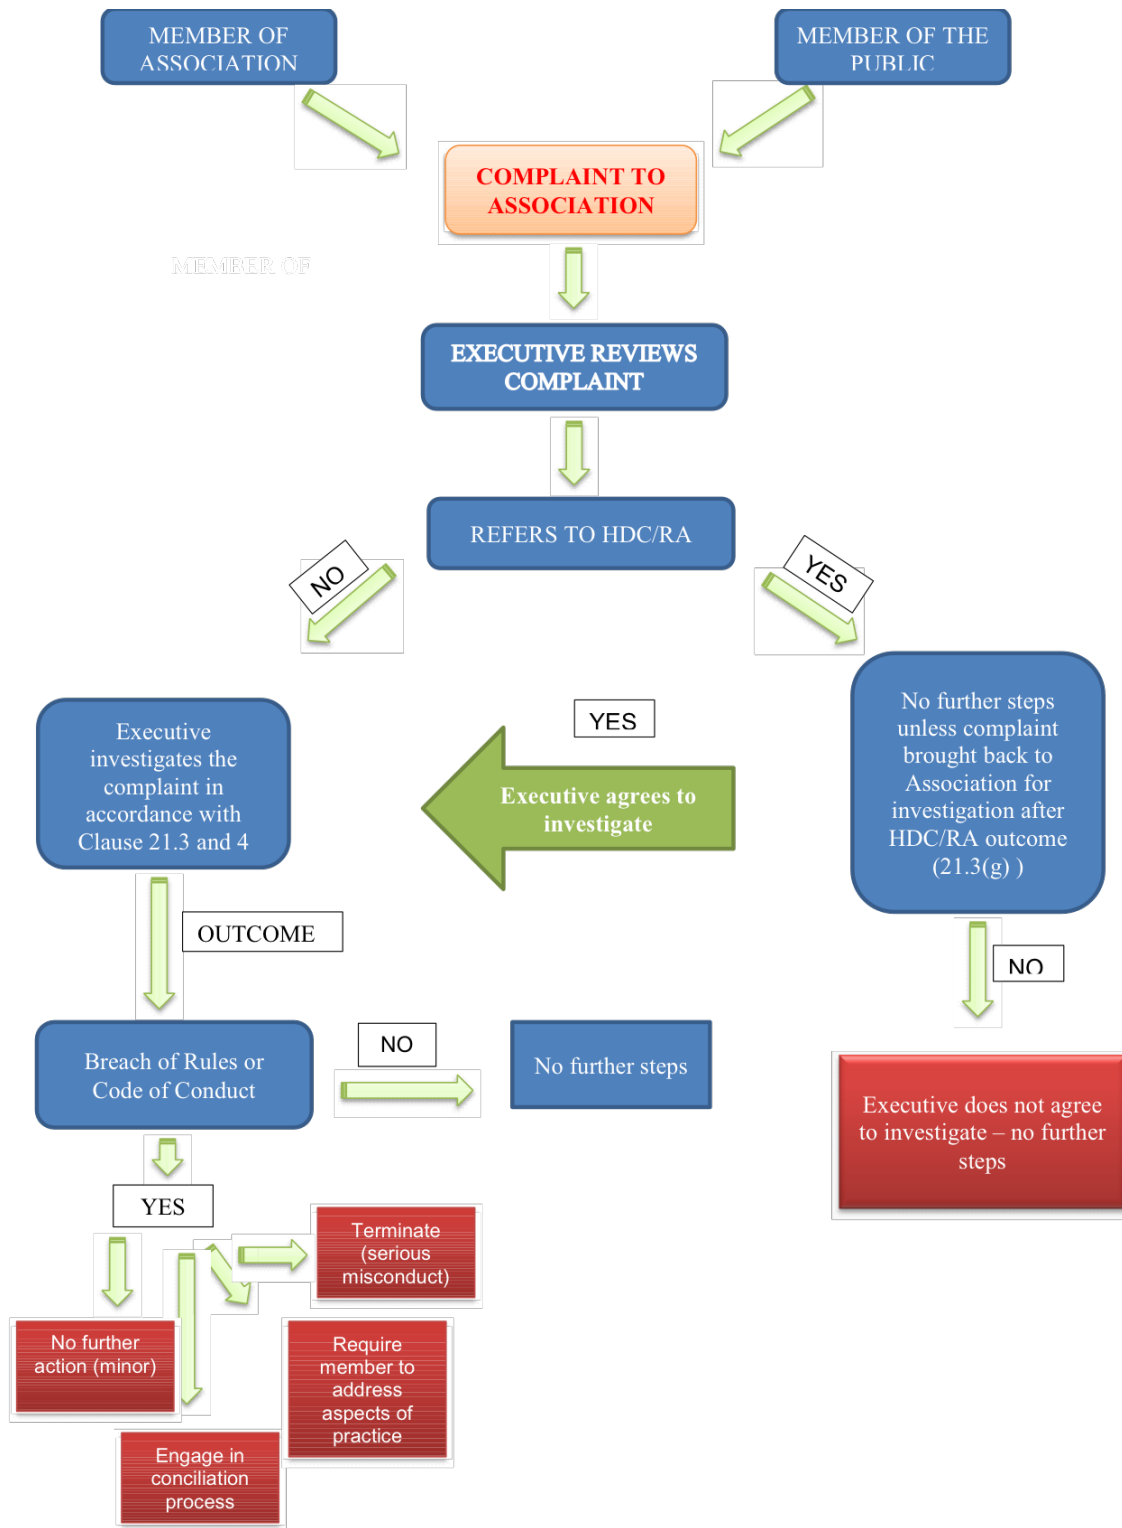 MEMBER OF
ASSOCIATION
MEMBER OF THE
PUBLIC
COMPLAINT TO
ASSOCIATION
MEMBER OF
EXECUTIVE REVIEWS
COMPLAINT
REFERS TO HDC/RA
NO
YES
Executive
investigates the
complaint in
accordance with
Clause 21.3 and 4
YES
Executive agrees to
investigate
No further steps
unless complaint
brought back to
Association for
investigation after
HDC/RA outcome
(21.3(g) )
OUTCOME
NO
Breach of Rules or
Code of Conduct
NO
No further steps
Executive does not agree
to investigate – no further
steps
YES
Terminate
(serious
misconduct)
No further
action (minor)
Require
member to
address
aspects of
practice
Engage in
conciliation
process